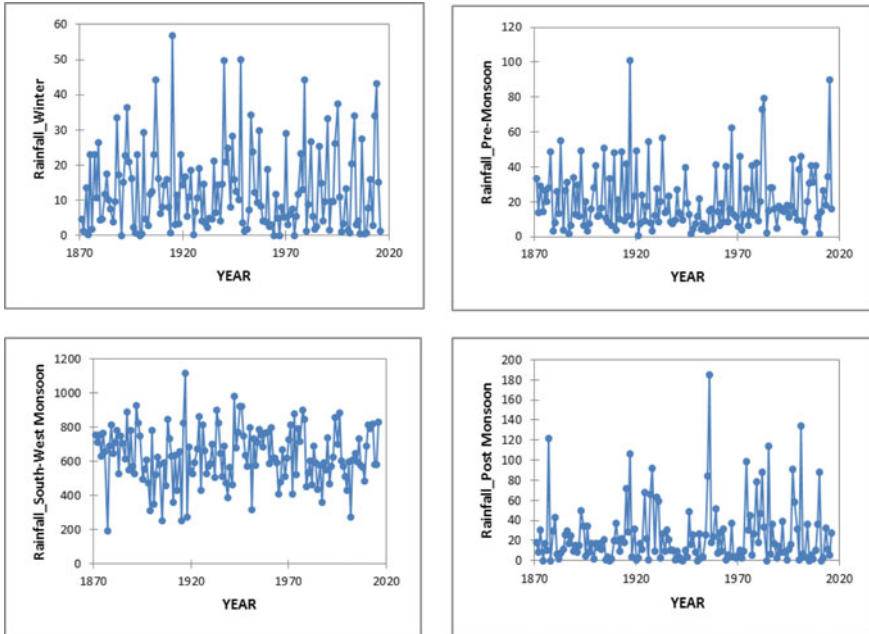 Rainfall_Winter
60
50
40
30
20
10
0
1870 1920 1970 2020
YEAR
Rainfall_Pre-Monsoon
120
100
80
60
40
20
0
1870 1920 1970 2020
YEAR
Rainfall_South-West Monsoon
1200
1000
800
600
400
200
0
1870 1920 1970 2020
YEAR
Rainfall_Post Monsoon
200
180
160
140
120
100
80
60
40
20
0
1870 1920 1970 2020
YEAR